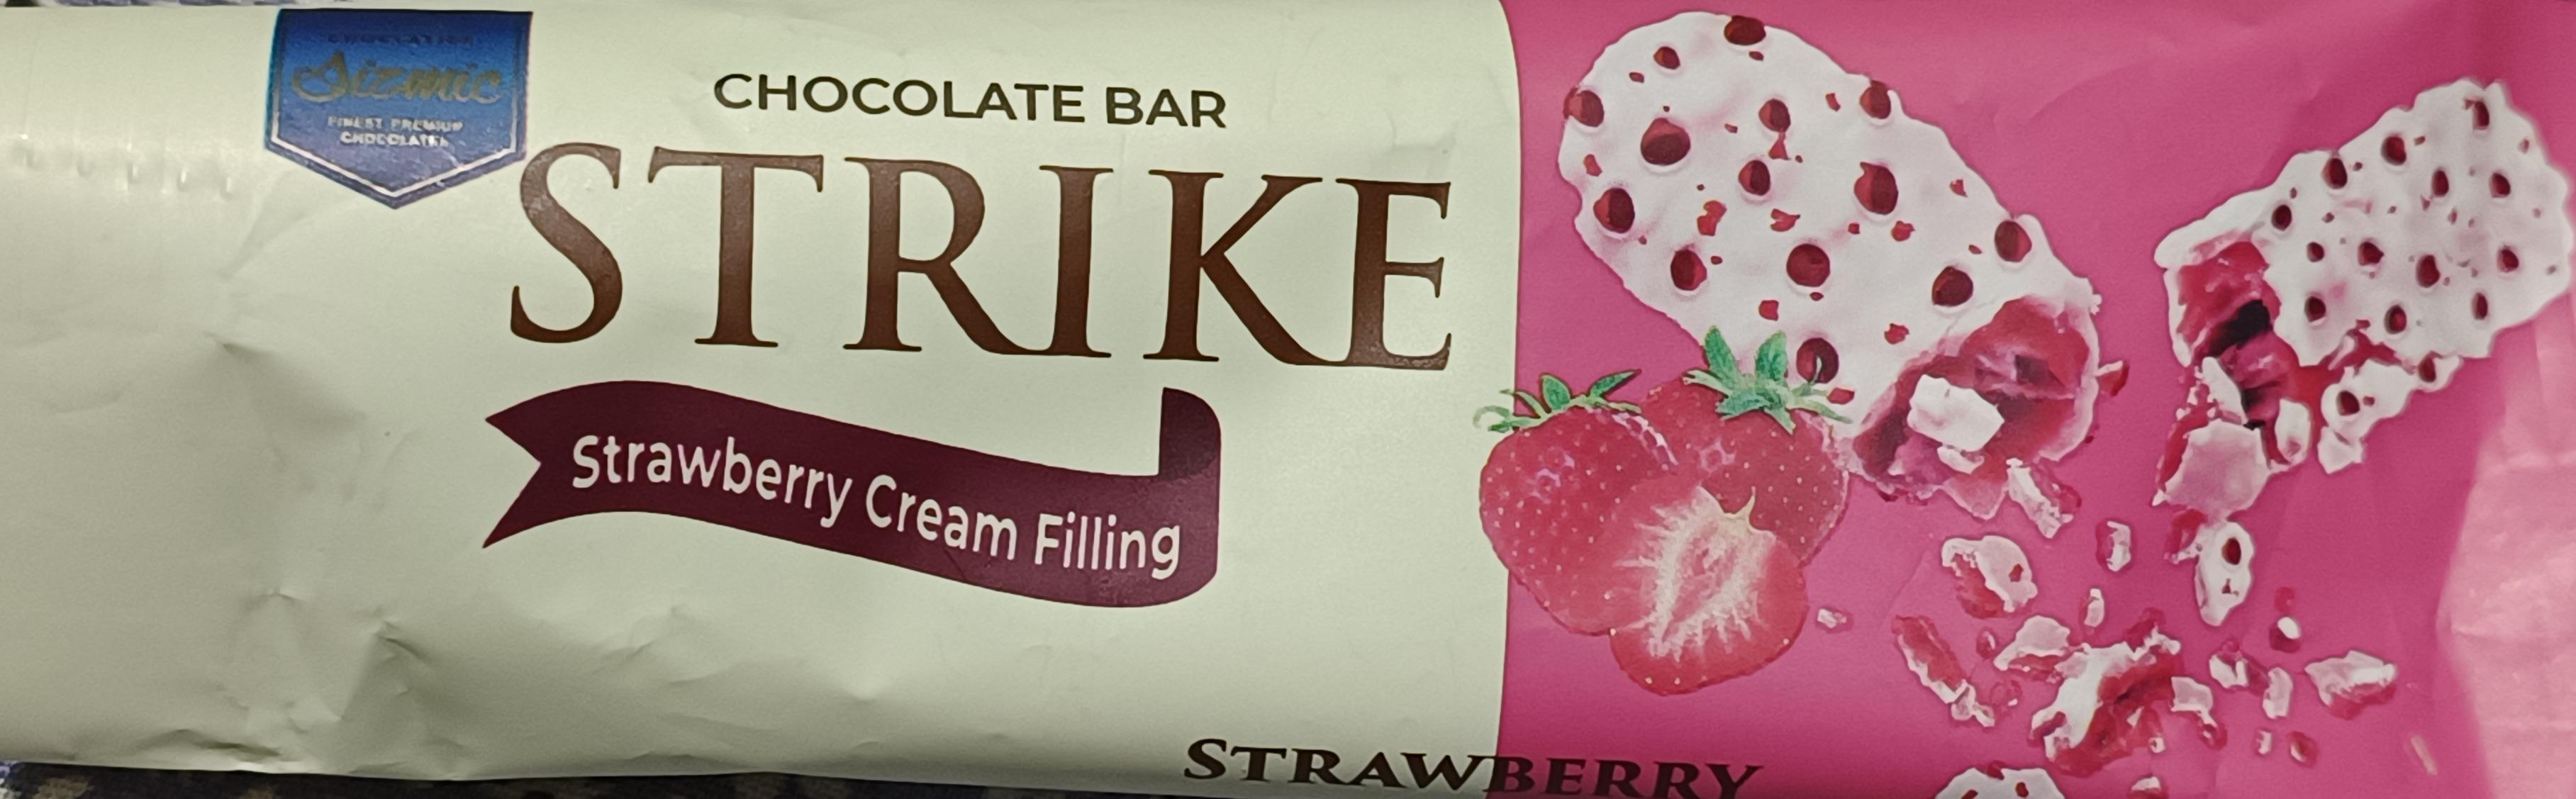 Sizmic
FINEST PREMIUM
CHOCOLATES
CHOCOLATE BAR
STRIKE
Strawberry Cream Filling
STRAWBERRY